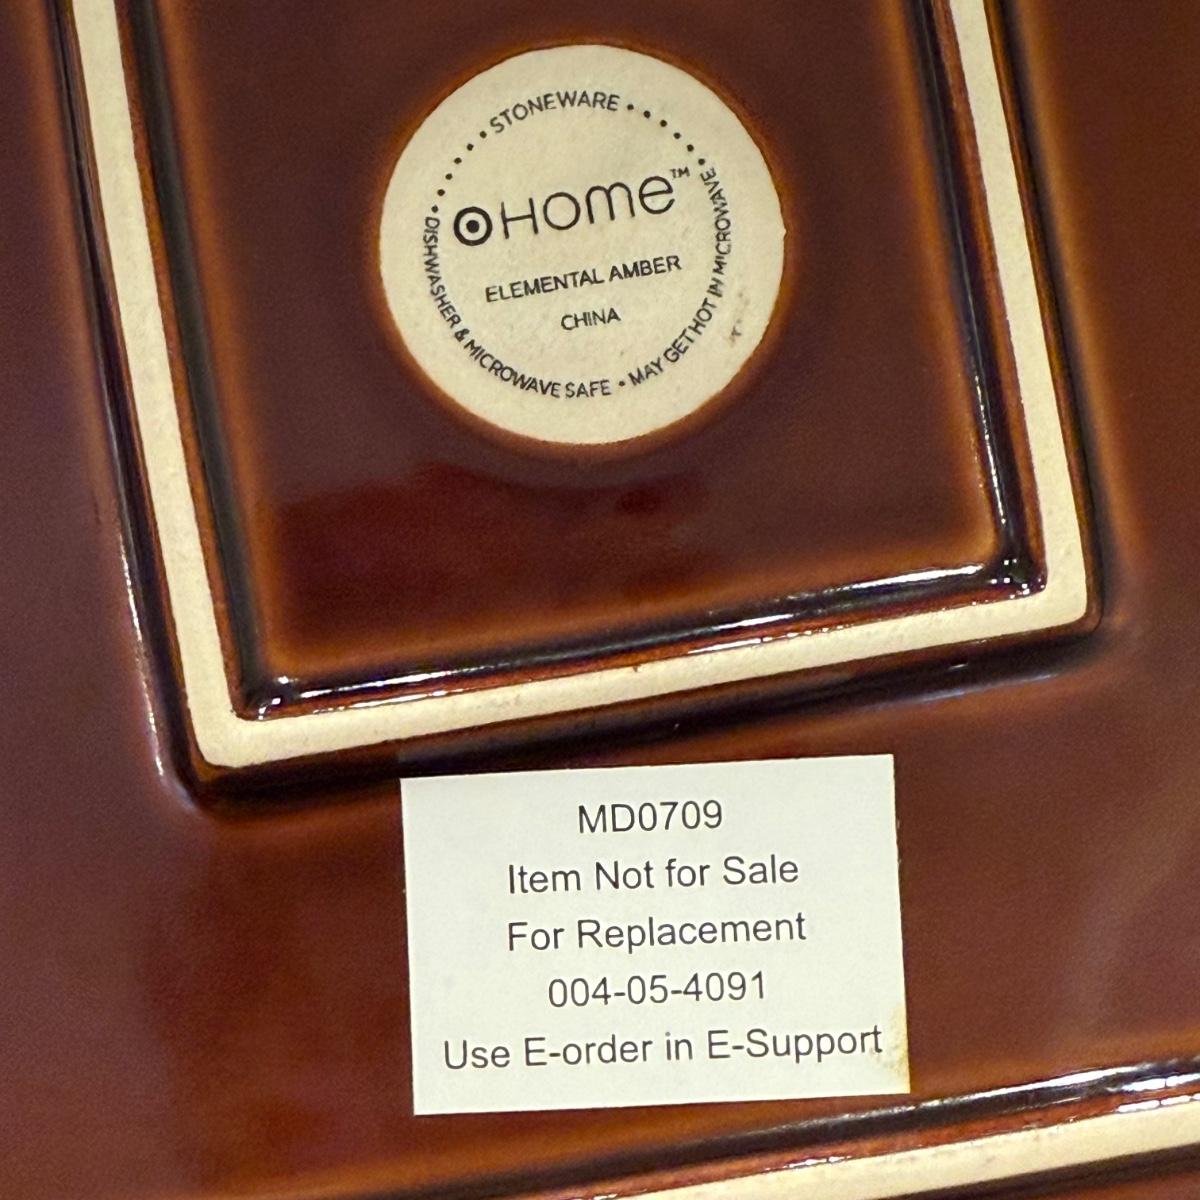 STONEWARE
HOME™
ELEMENTAL AMBER
CHINA
• DISHWASHER & MICROWAVE SAFE • MAY GET HOT IN MICROWAVE •
MD0709
Item Not for Sale
For Replacement
004-05-4091
Use E-order in E-Support